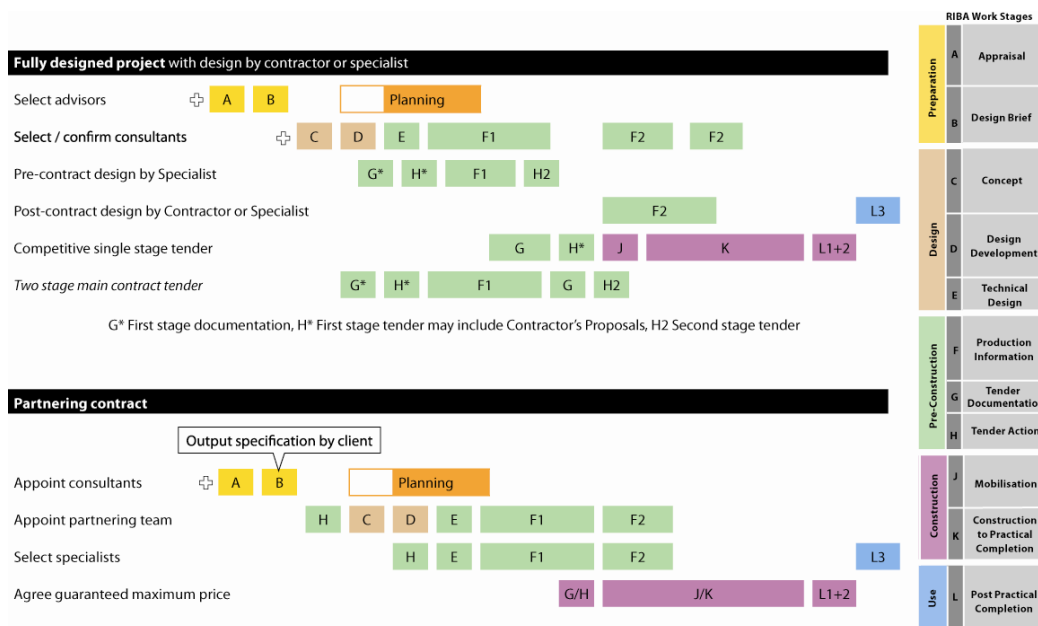 RIBA Work Stages
Fully designed project with design by contractor or specialist
Select advisors A B Planning
Select / confirm consultants C D E F1 F2 F2
Pre-contract design by Specialist G* H* F1 H2
Post-contract design by Contractor or Specialist F2 L3
Competitive single stage tender G H* J K L1+2
Two stage main contract tender G* H* F1 G H2
G* First stage documentation, H* First stage tender may include Contractor's Proposals, H2 Second stage tender
Partnering contract
Output specification by client
Appoint consultants A B Planning
Appoint partnering team H C D E F1 F2
Select specialists H E F1 F2 L3
Agree guaranteed maximum price G/H J/K L1+2
Preparation
A Appraisal
B Design Brief
Design
C Concept
D Design
Development
E Technical
Design
Pre-Construction
F Production
Information
G Tender
Documentatio
H Tender Action
Construction
J Mobilisation
K Construction
to Practical
Completion
Use
L Post Practical
Completion